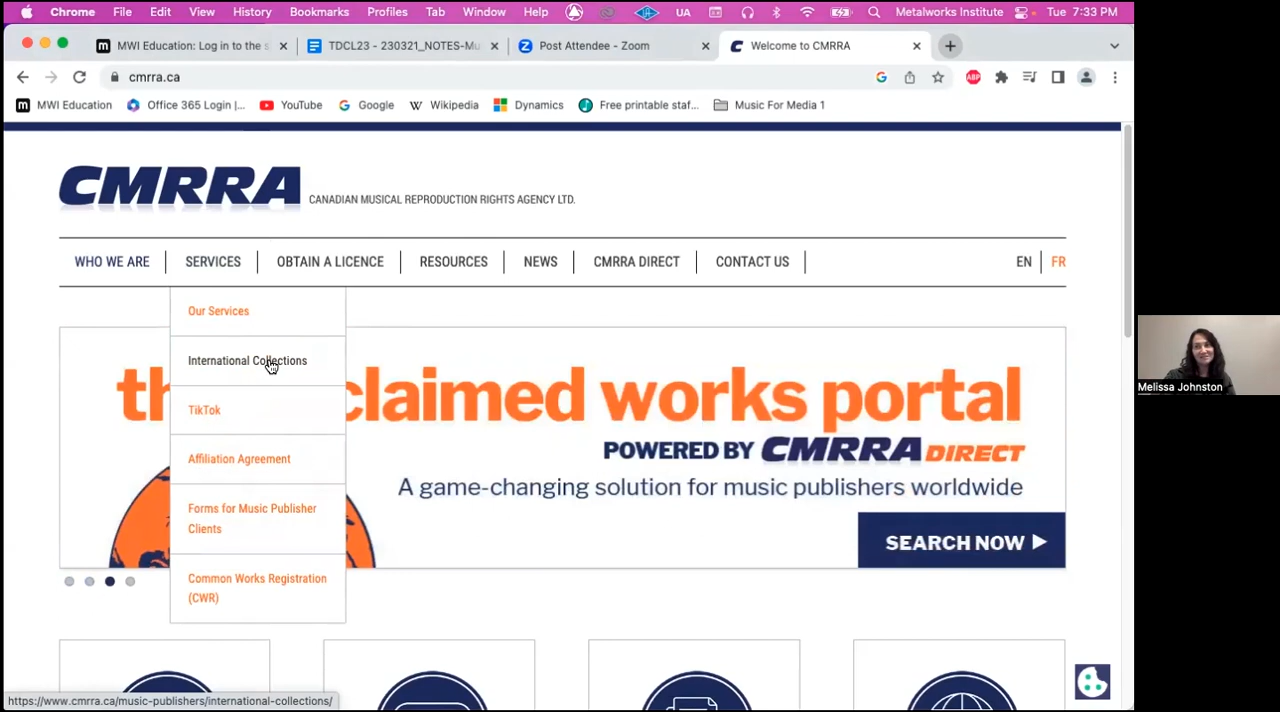 Chrome File Edit View History Bookmarks Profiles Tab Window Help UA Metalworks Institute Tue 7:33 PM
MWI Education: Log in to the s TDCL23 - 230321_NOTES-Mu Post Attendee - Zoom Welcome to CMRRA
cmrra.ca
MWI Education Office 365 Login |... YouTube Google Wikipedia Dynamics Free printable staf... Music For Media 1
CMRRA CANADIAN MUSICAL REPRODUCTION RIGHTS AGENCY LTD.
WHO WE ARE SERVICES OBTAIN A LICENCE RESOURCES NEWS CMRRA DIRECT CONTACT US EN FR
Our Services
International Collections
TikTok
Affiliation Agreement
Forms for Music Publisher
Clients
Common Works Registration
(CWR)
th claimed works portal
POWERED BY CMRRA DIRECT
A game-changing solution for music publishers worldwide
SEARCH NOW
Melissa Johnston
https://www.cmrra.ca/music-publishers/international-collections/